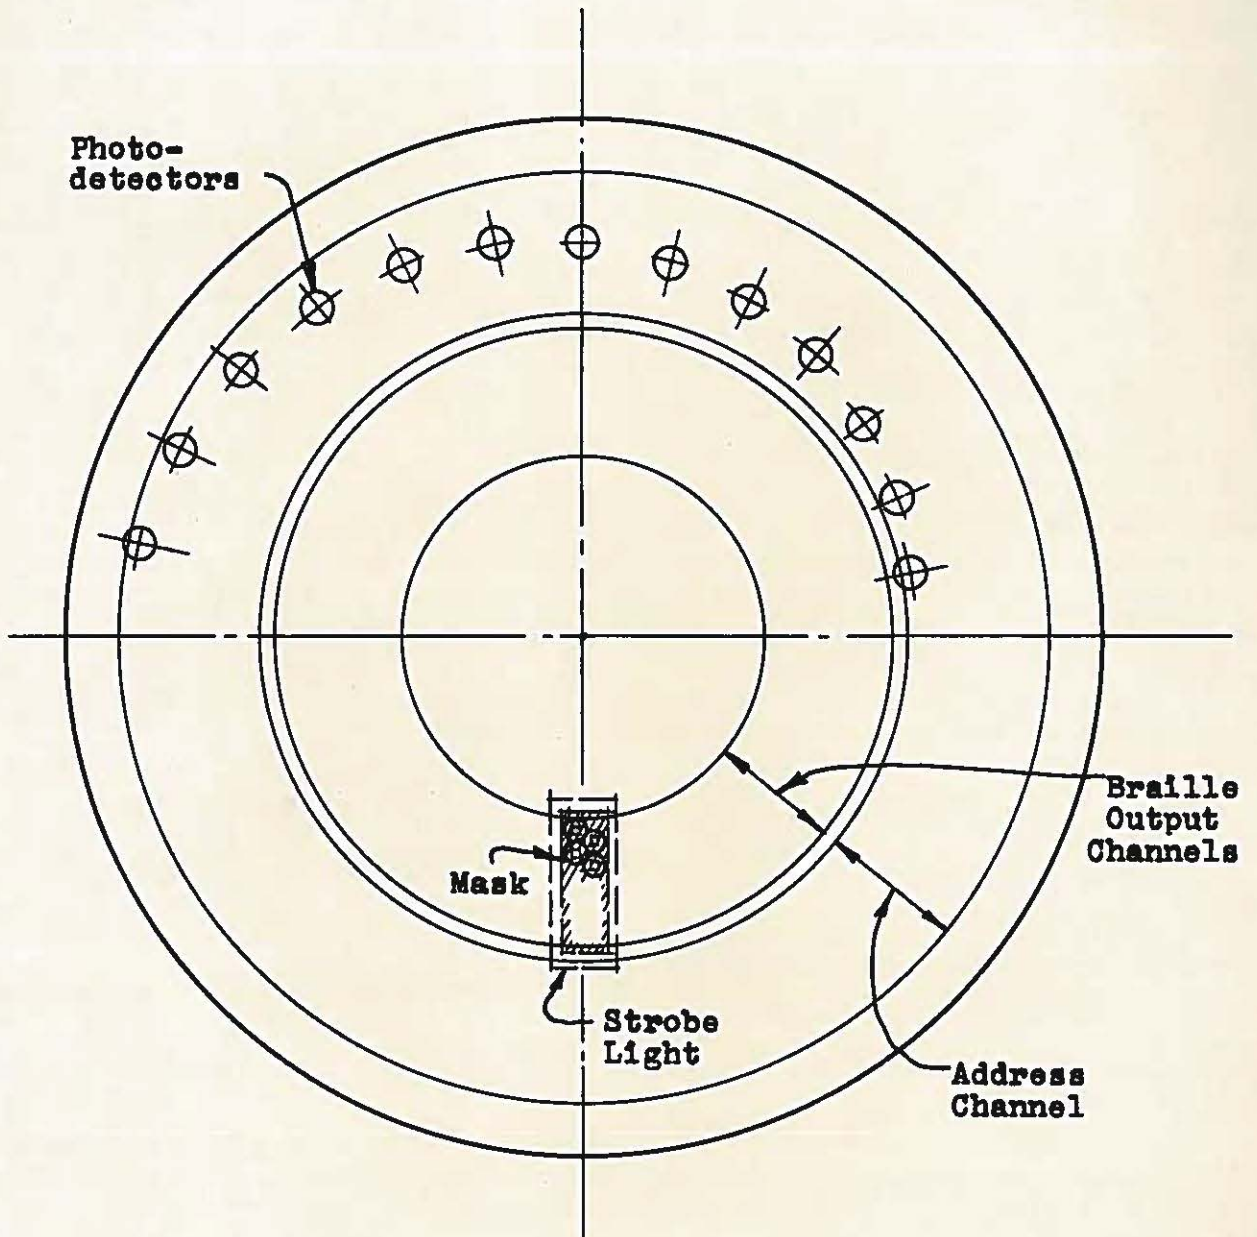 Photo-
detectors
Braille
Output
Channels
Mask
Strobe
Light
Address
Channel